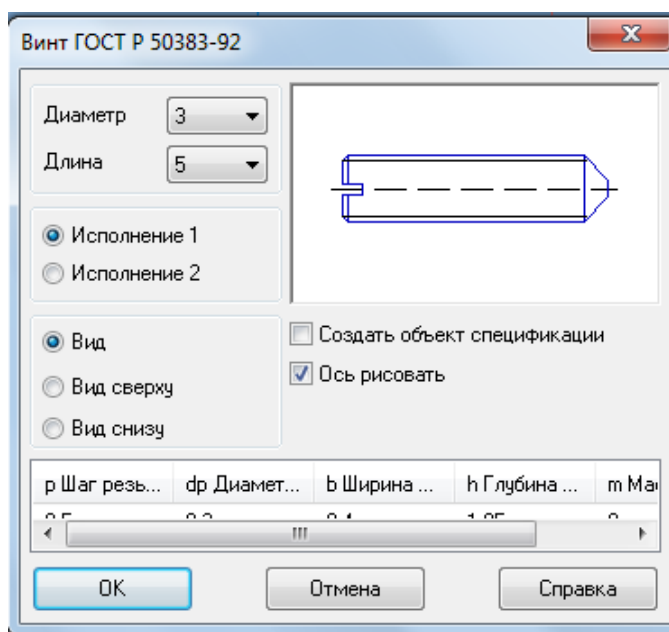 Винт ГОСТ Р 50383-92
Диаметр 3
Длина 5
Исполнение 1
Исполнение 2
Вид
Вид сверху
Вид снизу
Создать объект спецификации
Ось рисовать
p Шаг резь... dp Диамет... b Ширина ... h Глубина ... m Ма
OK Отмена Справка